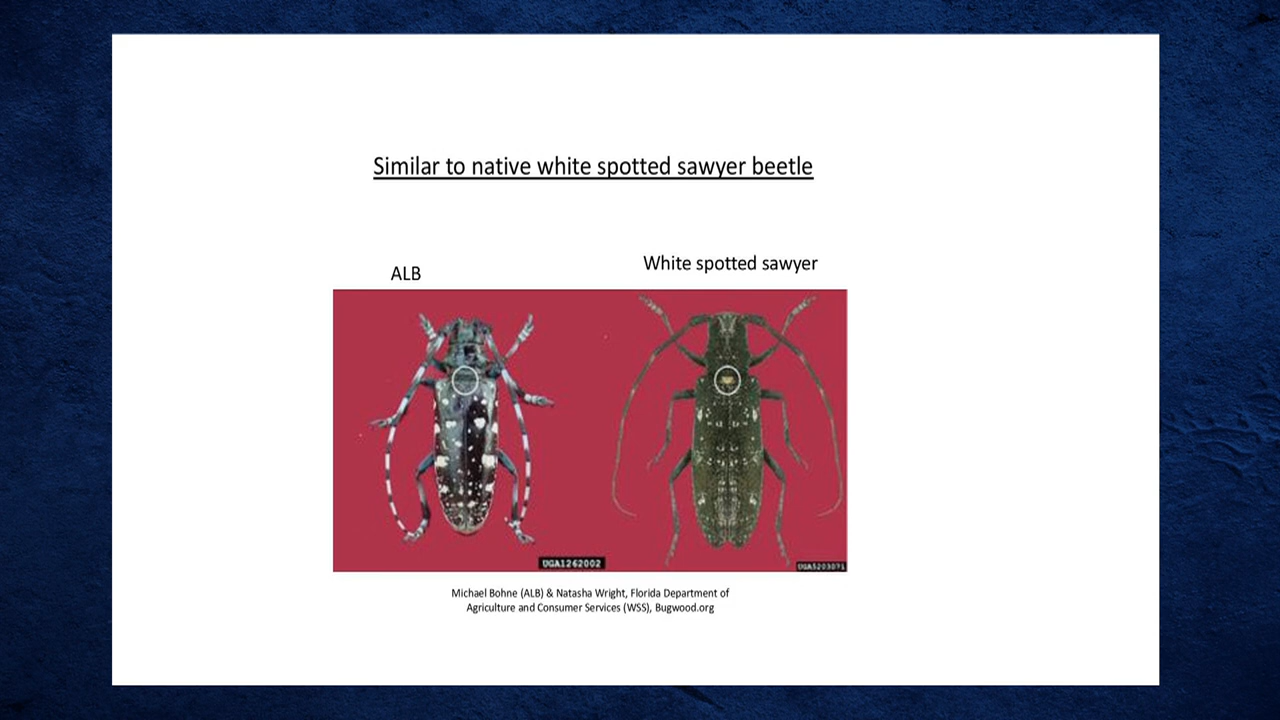 Similar to native white spotted sawyer beetle
ALB
White spotted sawyer
UGA1262002
UGA5203071
Michael Bohne (ALB) & Natasha Wright, Florida Department of
Agriculture and Consumer Services (WSS), Bugwood.org